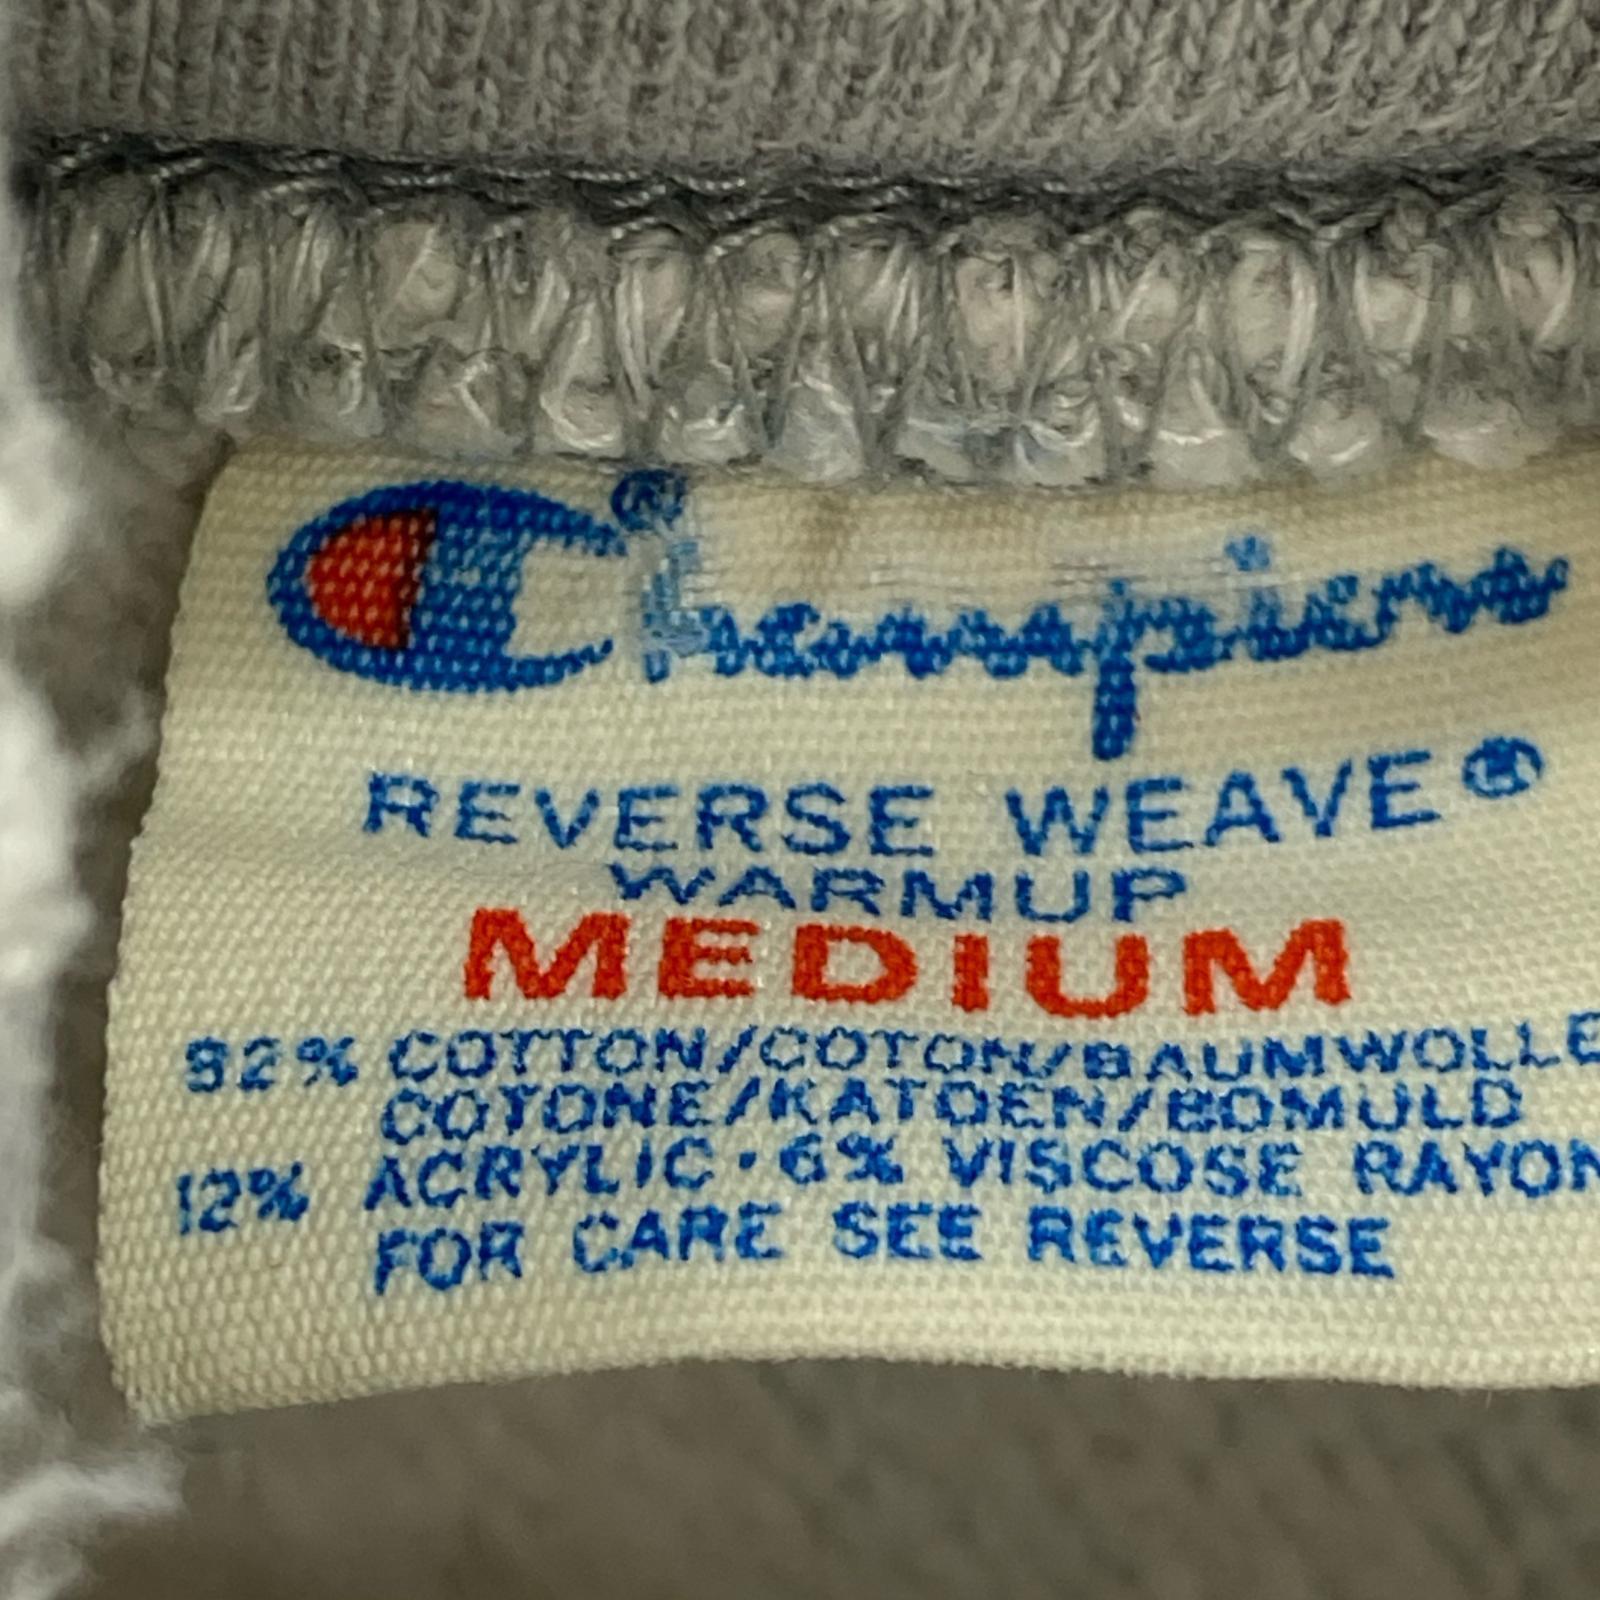 Champion®
REVERSE WEAVE®
WARMUP
MEDIUM
82% COTTON/COTON/BAUMWOLLE
COTONE/KATOEN/BOMULD
12% ACRYLIC·6% VISCOSE RAYON
FOR CARE SEE REVERSE